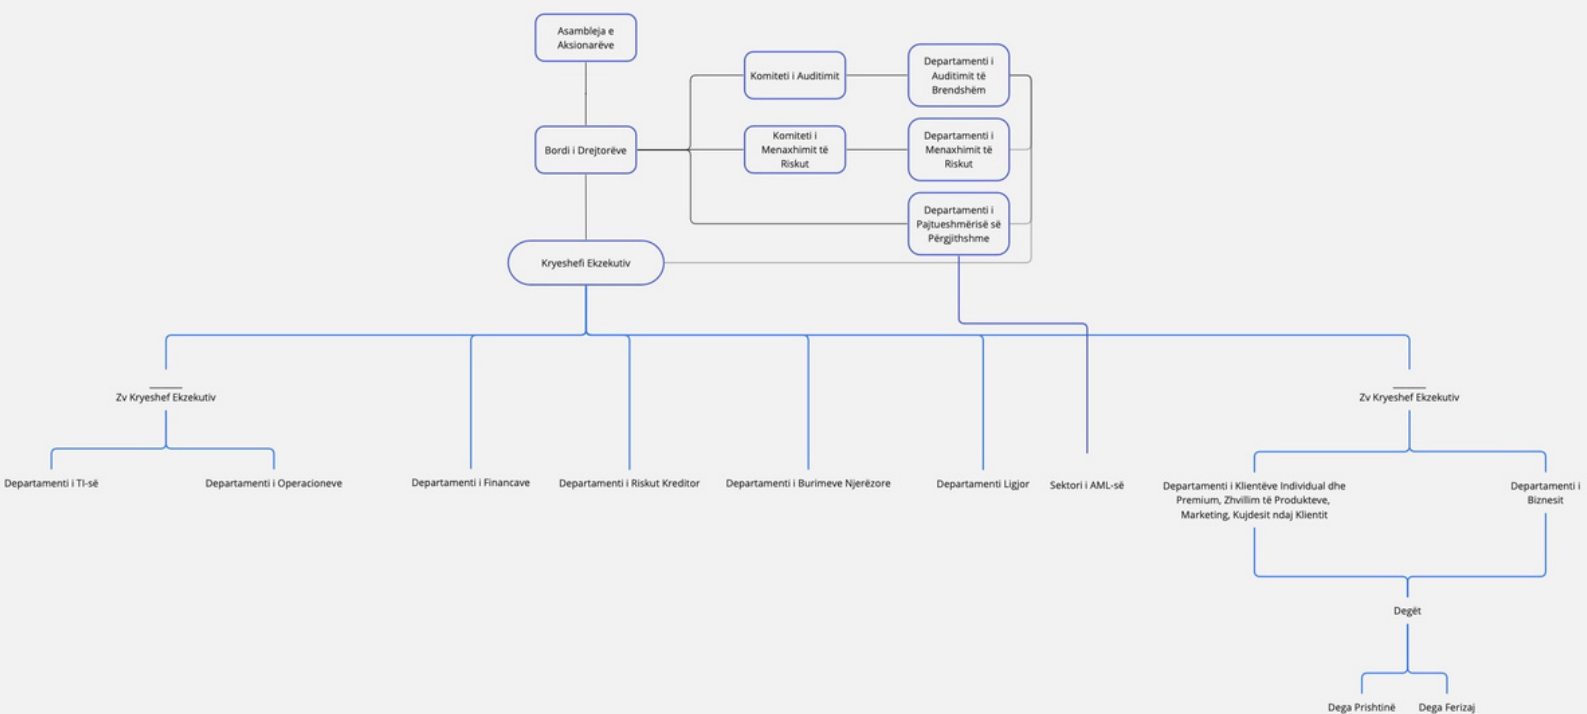 Asambleja e
Aksionarëve
Komiteti i Auditimit
Departamenti i
Auditimit të
Brendshëm
Bordi i Drejtorëve
Komiteti i
Menaxhimit të
Riskut
Departamenti i
Menaxhimit të
Riskut
Departamenti i
Pajtueshmërisë së
Përgjithshme
Kryeshefi Ekzekutiv
Zv Kryeshef Ekzekutiv
Zv Kryeshef Ekzekutiv
Departamenti i TI-së
Departamenti i Operacioneve
Departamenti i Financave
Departamenti i Riskut Kreditor
Departamenti i Burimeve Njerëzore
Departamenti Ligjor
Sektori i AML-së
Departamenti i Klientëve Individual dhe
Premium, Zhvillim të Produkteve,
Marketing, Kujdesit ndaj Klientit
Departamenti i
Biznesit
Degët
Dega Prishtinë
Dega Ferizaj